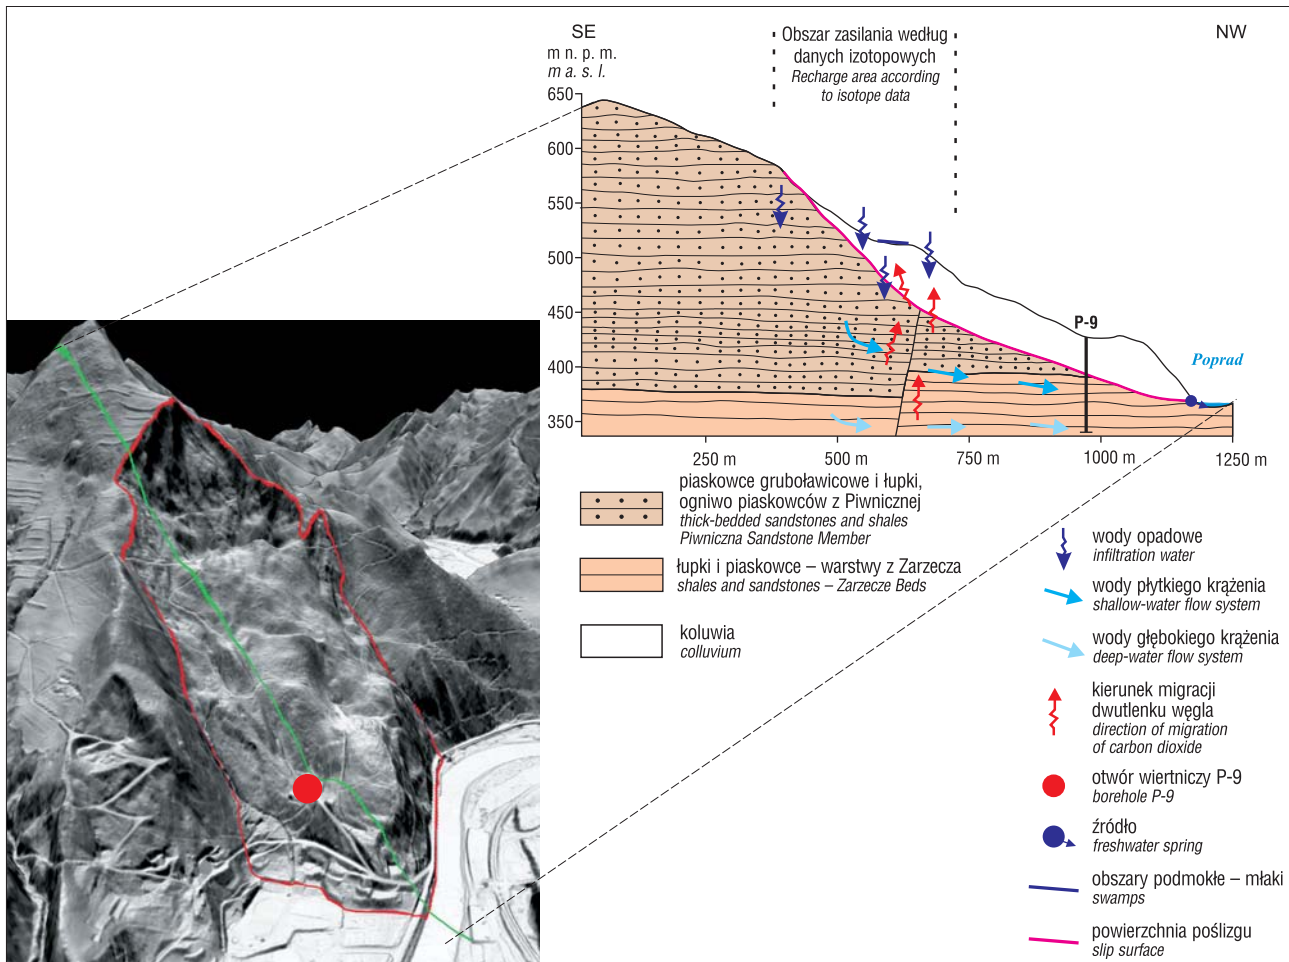 SE
NW
m n. p. m.
m a. s. l.
Obszar zasilania według
danych izotopowych
Recharge area according
to isotope data
650
600
550
500
450
400
350
P-9
Poprad
250 m
500 m
750 m
1000 m
1250 m
piaskowce gruboławicowe i łupki,
ogniwo piaskowców z Piwnicznej
thick-bedded sandstones and shales
Piwniczna Sandstone Member
łupki i piaskowce – warstwy z Zarzecza
shales and sandstones – Zarzecze Beds
koluwia
colluvium
wody opadowe
infiltration water
wody płytkiego krążenia
shallow-water flow system
wody głębokiego krążenia
deep-water flow system
kierunek migracji
dwutlenku węgla
direction of migration
of carbon dioxide
otwór wiertniczy P-9
borehole P-9
źródło
freshwater spring
obszary podmokłe – młaki
swamps
powierzchnia poślizgu
slip surface